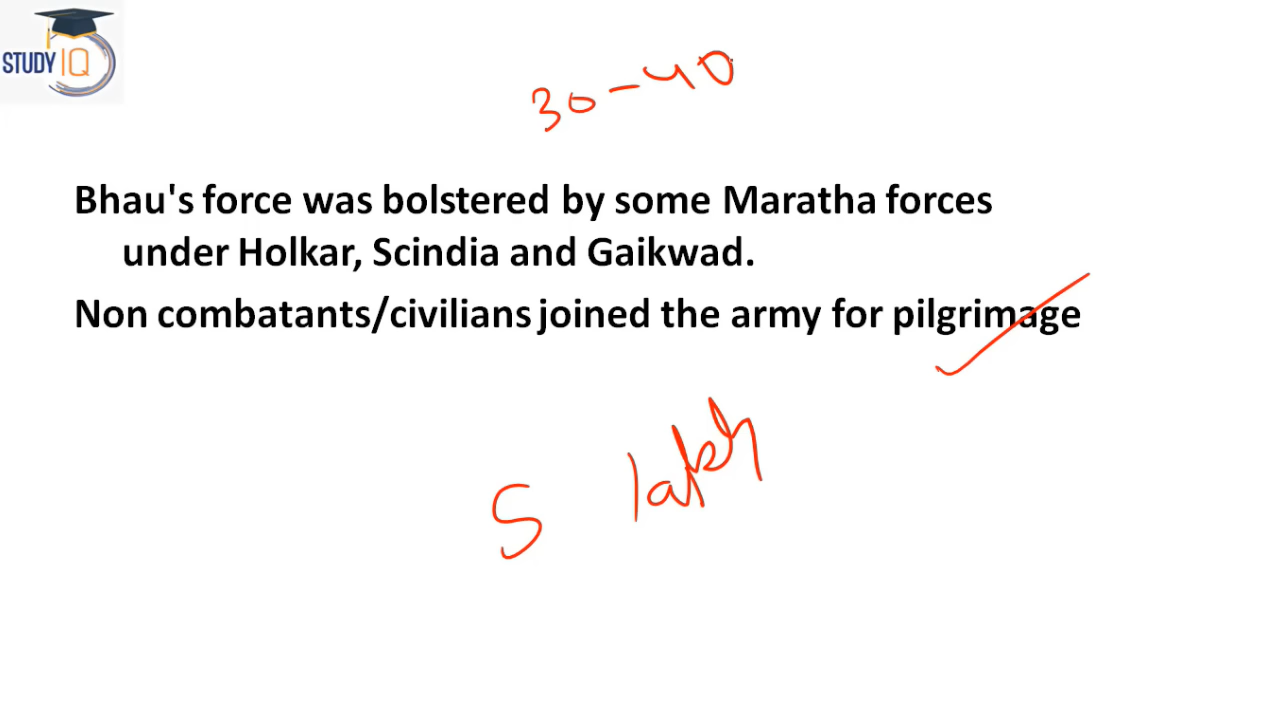 STUDY IQ
30-40
Bhau's force was bolstered by some Maratha forces
under Holkar, Scindia and Gaikwad.
Non combatants/civilians joined the army for pilgrimage
5 lakh